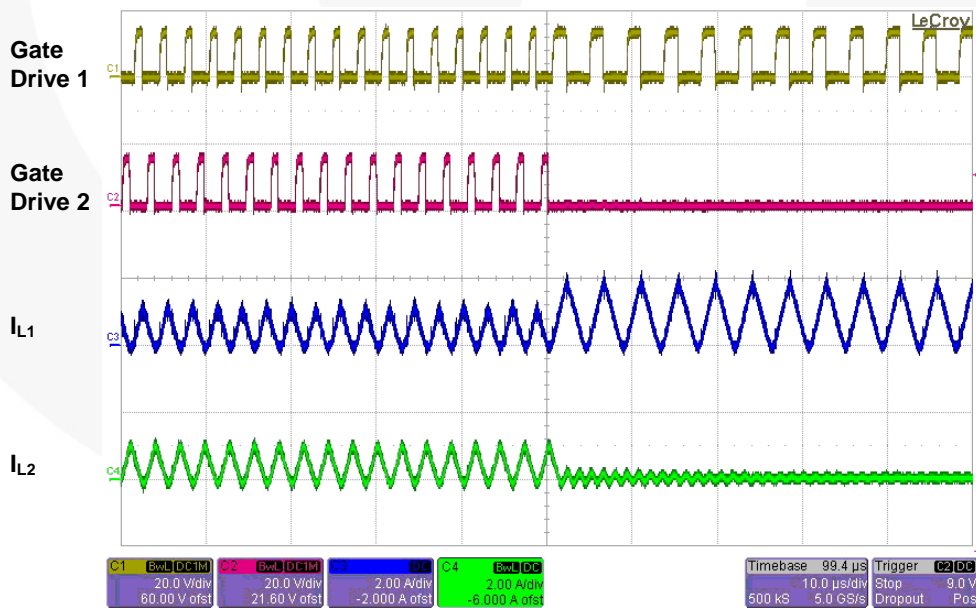 LeCroy
Gate
Drive 1
C1
Gate
Drive 2
C2
IL1
C3
IL2
C4
C1 BwL DC1M
20.0 V/div
60.00 V ofst
C2 BwL DC1M
20.0 V/div
21.60 V ofst
C3 DC
2.00 A/div
-2.000 A ofst
C4 BwL DC
2.00 A/div
-6.000 A ofst
Timebase 99.4 µs
10.0 µs/div
500 kS 5.0 GS/s
Trigger C2 DC
Stop 9.0 V
Dropout Pos